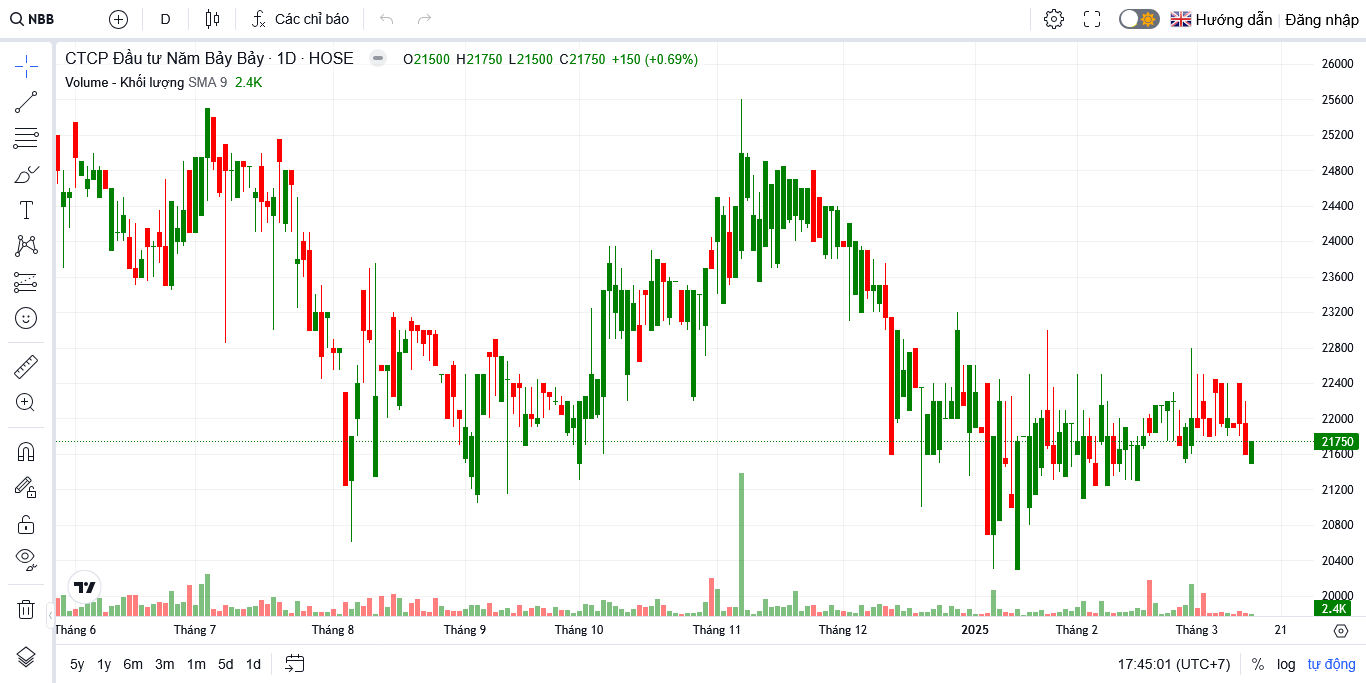 NBB D Các chỉ báo Hướng dẫn Đăng nhập
CTCP Đầu tư Năm Bảy Bảy · 1D · HOSE O21500 H21750 L21500 C21750 +150 (+0.69%)
Volume - Khối lượng SMA 9 2.4K
26000
25600
25200
24800
24400
24000
23600
23200
22800
22400
22000
21750
21600
21200
20800
20400
20000
2.4K
Tháng 6 Tháng 7 Tháng 8 Tháng 9 Tháng 10 Tháng 11 Tháng 12 2025 Tháng 2 Tháng 3 21
5y 1y 6m 3m 1m 5d 1d 17:45:01 (UTC+7) % log tự động